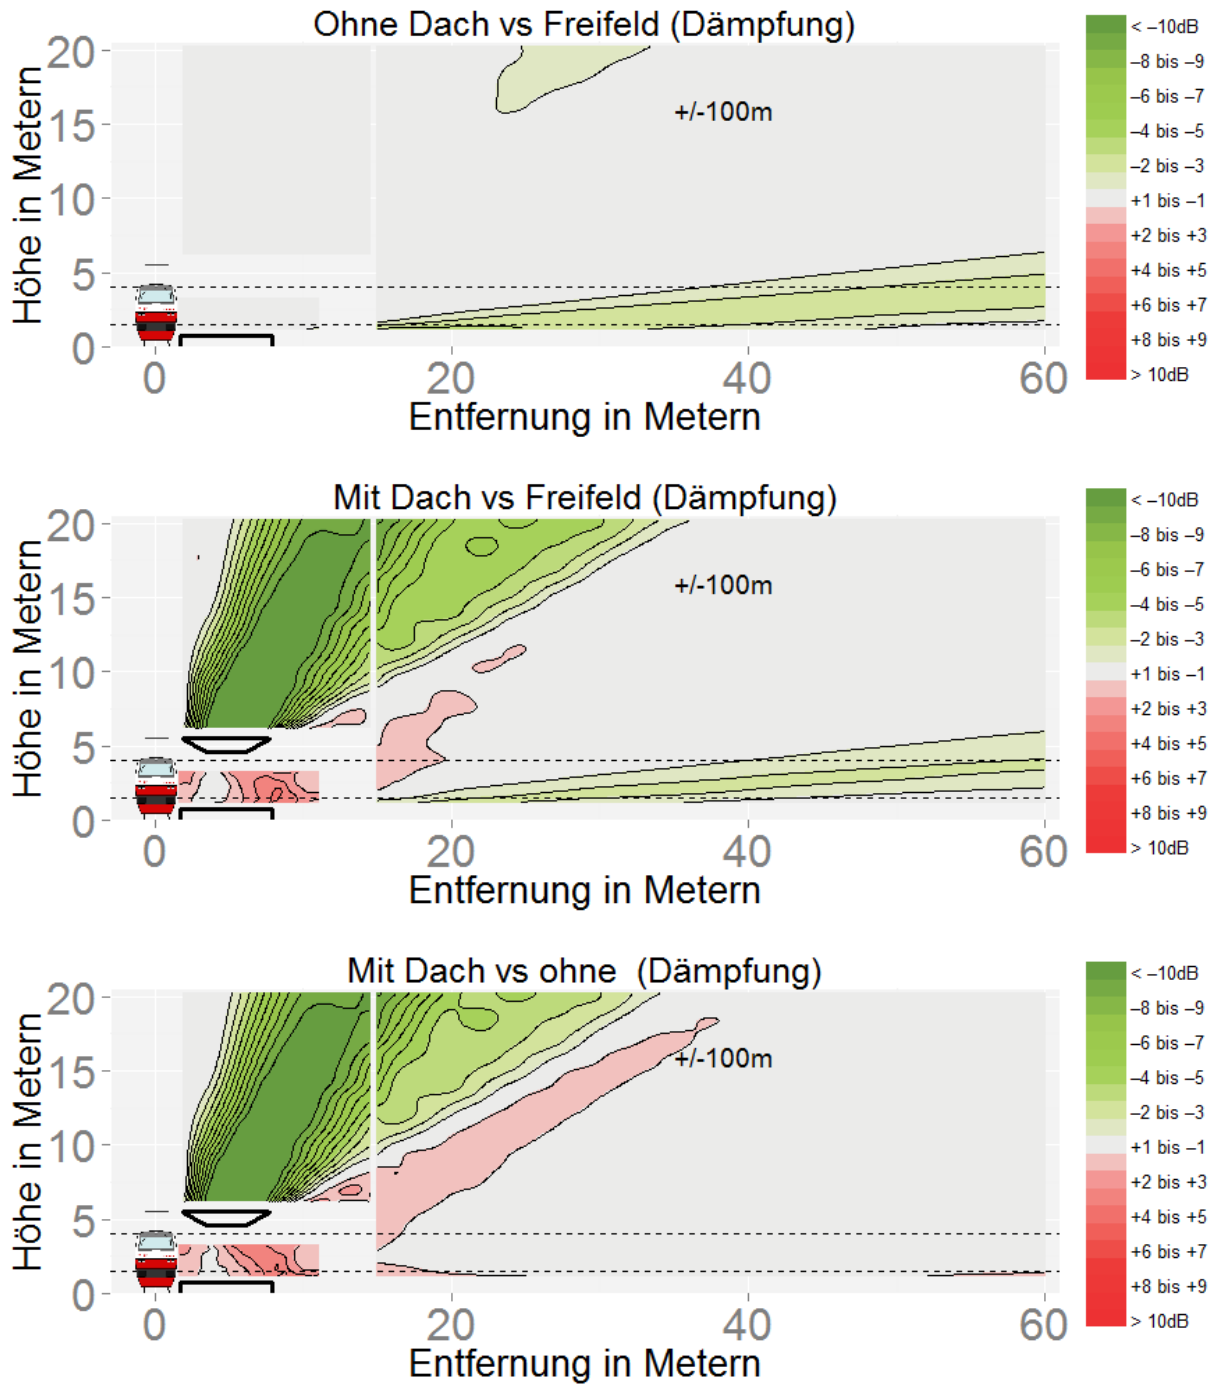 Ohne Dach vs Freifeld (Dämpfung)
Höhe in Metern
20
15
10
5
0
+/-100m
0 20 40 60
Entfernung in Metern
< –10dB
–8 bis –9
–6 bis –7
–4 bis –5
–2 bis –3
+1 bis –1
+2 bis +3
+4 bis +5
+6 bis +7
+8 bis +9
> 10dB
Mit Dach vs Freifeld (Dämpfung)
Höhe in Metern
20
15
10
5
0
+/-100m
0 20 40 60
Entfernung in Metern
< –10dB
–8 bis –9
–6 bis –7
–4 bis –5
–2 bis –3
+1 bis –1
+2 bis +3
+4 bis +5
+6 bis +7
+8 bis +9
> 10dB
Mit Dach vs ohne  (Dämpfung)
Höhe in Metern
20
15
10
5
0
+/-100m
0 20 40 60
Entfernung in Metern
< –10dB
–8 bis –9
–6 bis –7
–4 bis –5
–2 bis –3
+1 bis –1
+2 bis +3
+4 bis +5
+6 bis +7
+8 bis +9
> 10dB